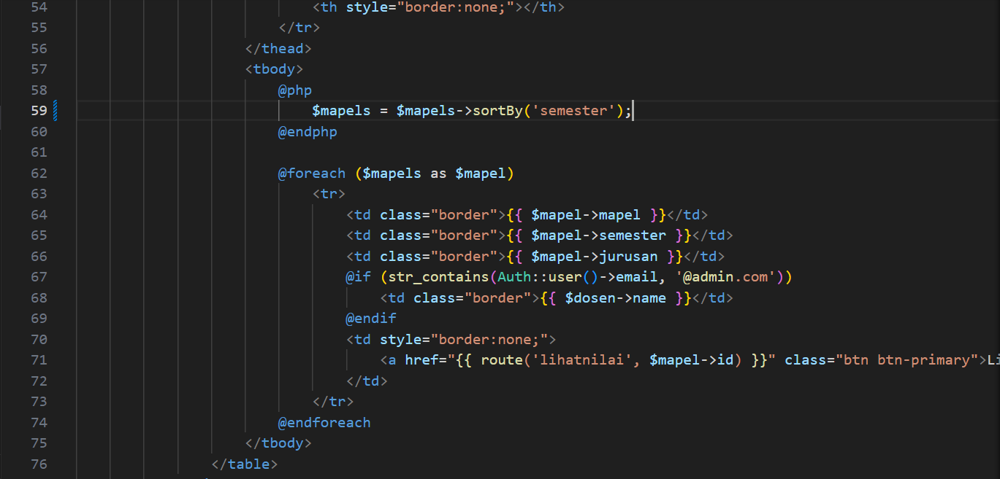 54 <th style="border:none;"></th>
55 </tr>
56 </thead>
57 <tbody>
58 @php
59 $mapels = $mapels->sortBy('semester');
60 @endphp
61
62 @foreach ($mapels as $mapel)
63 <tr>
64 <td class="border">{{ $mapel->mapel }}</td>
65 <td class="border">{{ $mapel->semester }}</td>
66 <td class="border">{{ $mapel->jurusan }}</td>
67 @if (str_contains(Auth::user()->email, '@admin.com'))
68 <td class="border">{{ $dosen->name }}</td>
69 @endif
70 <td style="border:none;">
71 <a href="{{ route('lihatnilai', $mapel->id) }}" class="btn btn-primary">Li
72 </td>
73 </tr>
74 @endforeach
75 </tbody>
76 </table>